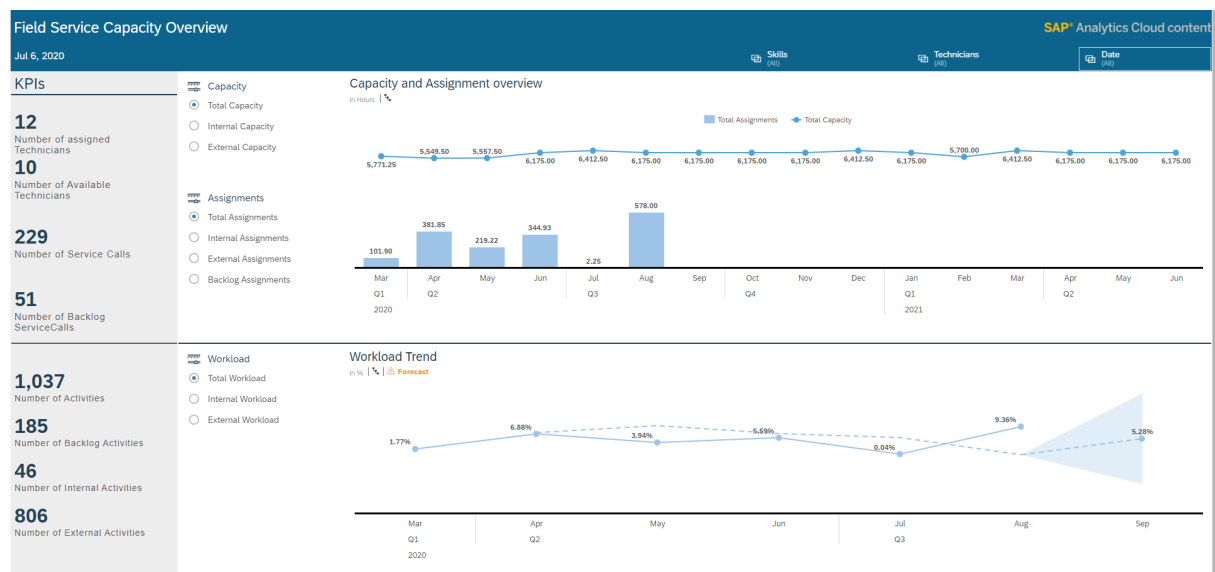 Field Service Capacity Overview
SAP® Analytics Cloud content
Jul 6, 2020
Skills
(All)
Technicians
(All)
Date
(All)
KPIs
12
Number of assigned
Technicians
10
Number of Available
Technicians
229
Number of Service Calls
51
Number of Backlog
ServiceCalls
1,037
Number of Activities
185
Number of Backlog Activities
46
Number of Internal Activities
806
Number of External Activities
Capacity
Total Capacity
Internal Capacity
External Capacity
Assignments
Total Assignments
Internal Assignments
External Assignments
Backlog Assignments
Workload
Total Workload
Internal Workload
External Workload
Capacity and Assignment overview
in Hours
Total Assignments Total Capacity
5,771.25 5,549.50 5,557.50 6,175.00 6,412.50 6,175.00 6,175.00 6,175.00 6,175.00 6,412.50 6,175.00 5,700.00 6,412.50 6,175.00 6,175.00 6,175.00
101.90 381.85 219.22 344.93 2.25 578.00
Mar Apr May Jun Jul Aug Sep Oct Nov Dec Jan Feb Mar Apr May Jun
Q1 Q2 Q3 Q4 Q1 Q2
2020 2021
Workload Trend
in % Forecast
1.77% 6.88% 3.94% 5.59% 0.04% 9.36% 5.28%
Mar Apr May Jun Jul Aug Sep
Q1 Q2 Q3
2020